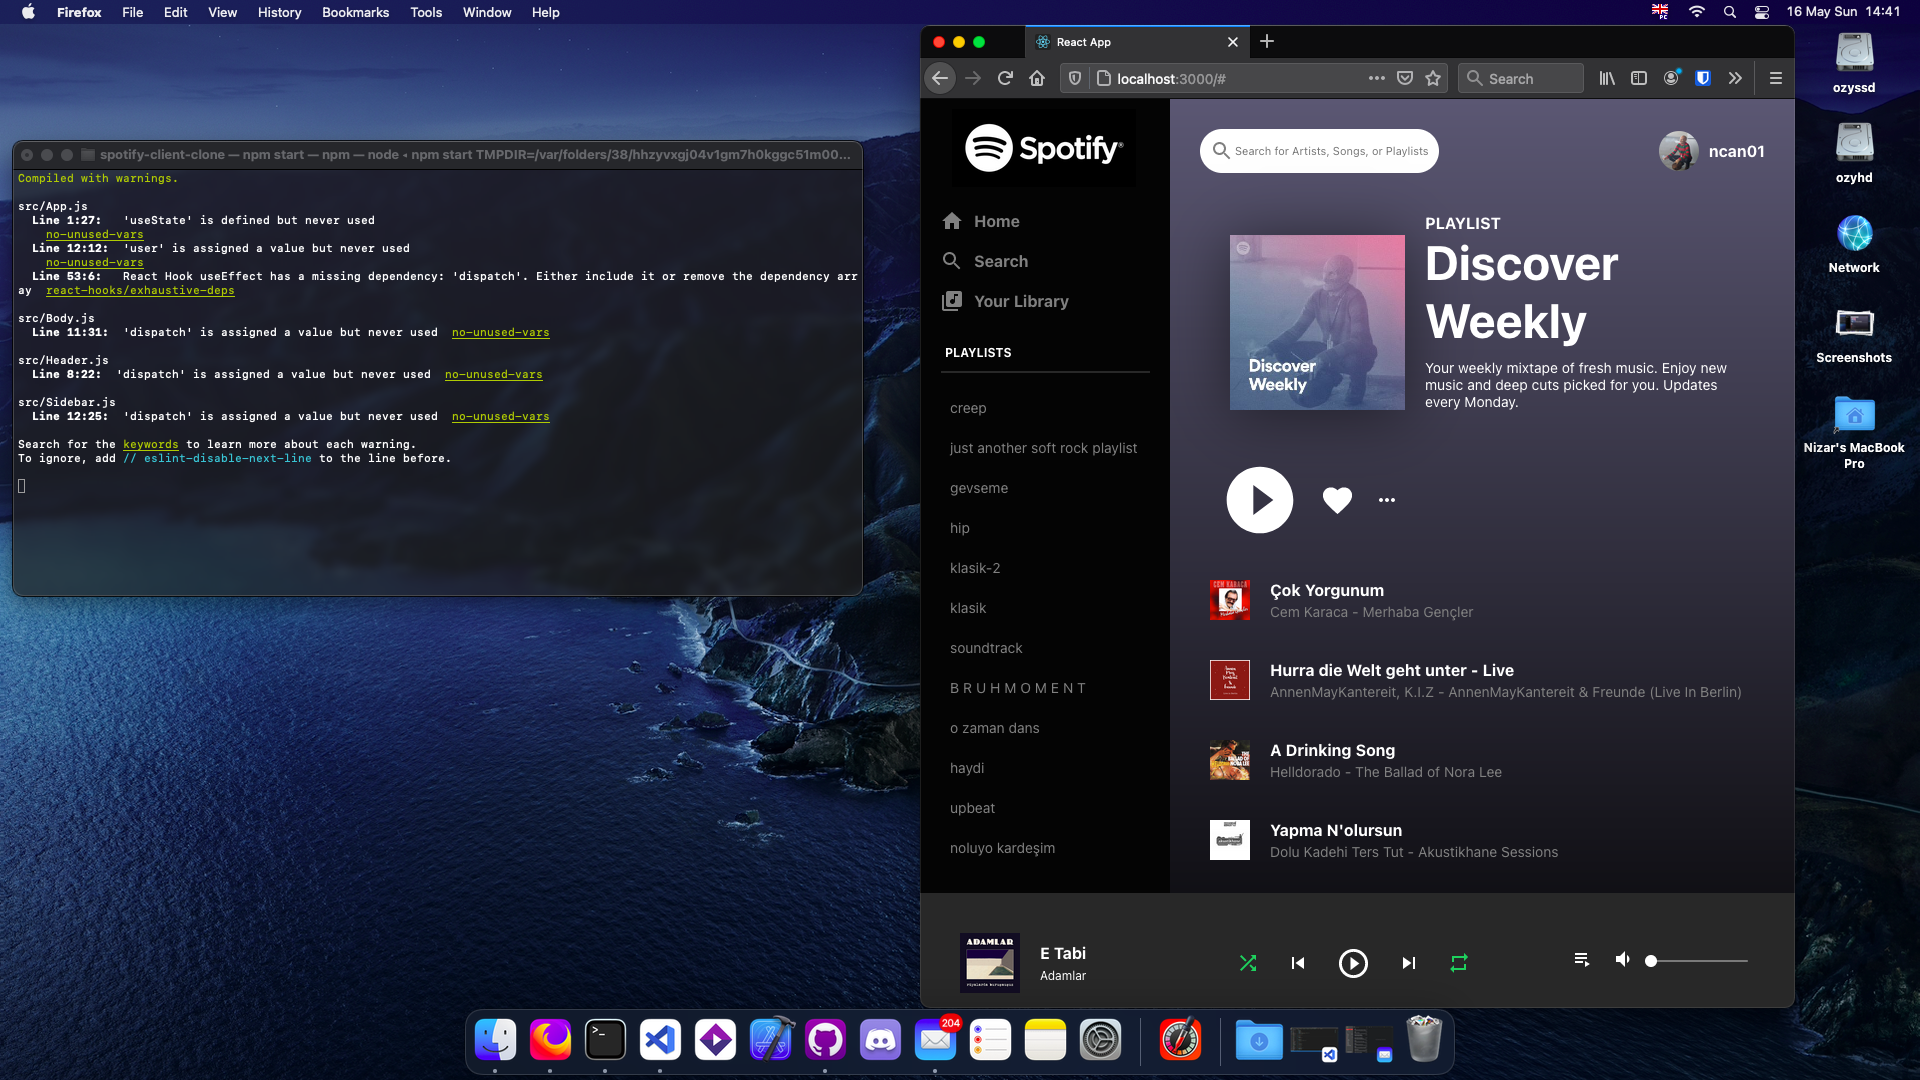 Firefox File Edit View History Bookmarks Tools Window Help
16 May Sun 14:41
spotify-client-clone — npm start — npm — node ◂ npm start TMPDIR=/var/folders/38/hhzyvxgj04v1gm7h0kggc51m00...
Compiled with warnings.
src/App.js
Line 1:27: 'useState' is defined but never used
no-unused-vars
Line 12:12: 'user' is assigned a value but never used
no-unused-vars
Line 53:6: React Hook useEffect has a missing dependency: 'dispatch'. Either include it or remove the dependency arr
ay react-hooks/exhaustive-deps
src/Body.js
Line 11:31: 'dispatch' is assigned a value but never used no-unused-vars
src/Header.js
Line 8:22: 'dispatch' is assigned a value but never used no-unused-vars
src/Sidebar.js
Line 12:25: 'dispatch' is assigned a value but never used no-unused-vars
Search for the keywords to learn more about each warning.
To ignore, add // eslint-disable-next-line to the line before.
React App
localhost:3000/#
Search
Spotify®
Home
Search
Your Library
PLAYLISTS
creep
just another soft rock playlist
gevseme
hip
klasik-2
klasik
soundtrack
B R U H M O M E N T
o zaman dans
haydi
upbeat
noluyo kardeşim
Search for Artists, Songs, or Playlists
ncan01
Discover
Weekly
PLAYLIST
Discover
Weekly
Your weekly mixtape of fresh music. Enjoy new
music and deep cuts picked for you. Updates
every Monday.
Çok Yorgunum
Cem Karaca - Merhaba Gençler
Hurra die Welt geht unter - Live
AnnenMayKantereit, K.I.Z - AnnenMayKantereit & Freunde (Live In Berlin)
A Drinking Song
Helldorado - The Ballad of Nora Lee
Yapma N'olursun
Dolu Kadehi Ters Tut - Akustikhane Sessions
ADAMLAR
E Tabi
Adamlar
ozyssd
ozyhd
Network
Screenshots
Nizar's MacBook
Pro
204